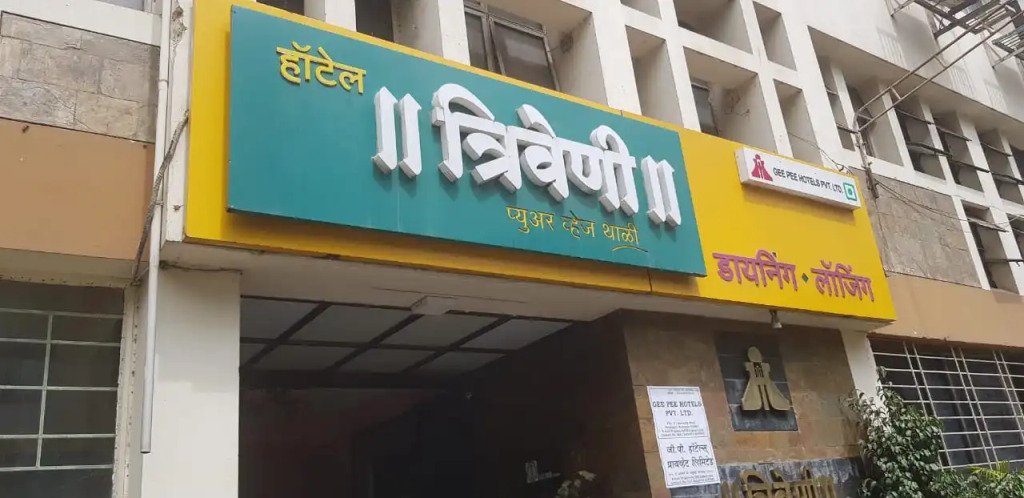 हॉटेल
॥ त्रिवेणी ॥
प्युअर व्हेज थाळी
GEE PEE HOTELS PVT. LTD.
डायनिंग • लॉजिंग
GEE PEE HOTELS
PVT. LTD.
जी.पी. हॉटेल्स्
प्रायव्हेट लिमिटेड
॥ त्रिवेणी ॥